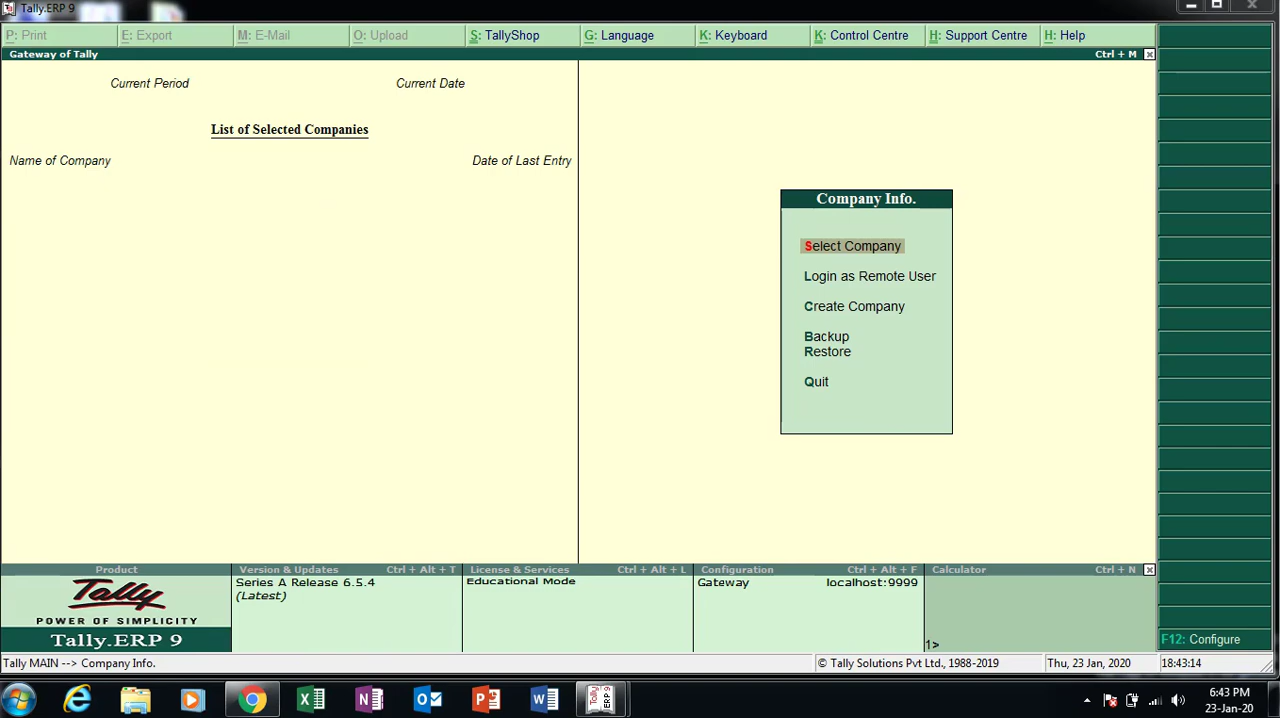 Tally.ERP 9
P: Print E: Export M: E-Mail O: Upload S: TallyShop G: Language K: Keyboard K: Control Centre H: Support Centre H: Help
Gateway of Tally Ctrl + M
Current Period Current Date
List of Selected Companies
Name of Company Date of Last Entry
Company Info.
Select Company
Login as Remote User
Create Company
Backup
Restore
Quit
Product Version & Updates Ctrl + Alt + T License & Services Ctrl + Alt + L Configuration Ctrl + Alt + F Calculator Ctrl + N
Tally
POWER OF SIMPLICITY
Tally.ERP 9
Series A Release 6.5.4
(Latest)
Educational Mode
Gateway localhost:9999
1>
F12: Configure
Tally MAIN --> Company Info. © Tally Solutions Pvt Ltd., 1988-2019 Thu, 23 Jan, 2020 18:43:14
6:43 PM
23-Jan-20